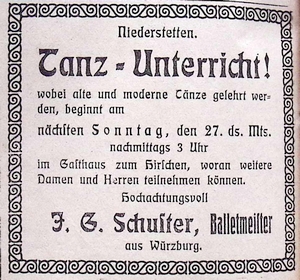 Niederstetten.
Tanz = Unterricht!
wobei alte und moderne Tänze gelehrt wer-
den, beginnt am
nächsten Sonntag, den 27. ds. Mts.
nachmittags 3 Uhr
im Gasthaus zum Hirschen, woran weitere
Damen und Herren teilnehmen können.
Hochachtungsvoll
J. G. Schuster, Balletmeister
aus Würzburg.